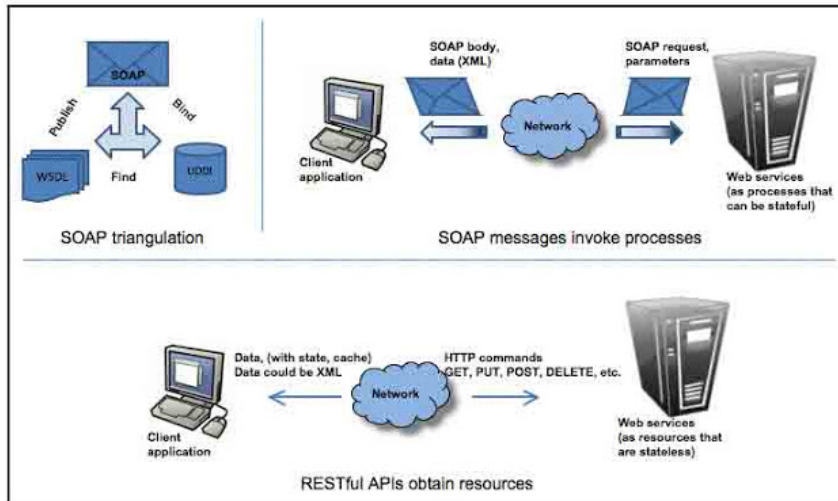 SOAP
Publish
Bind
WSDL
Find
UDDI
SOAP triangulation
SOAP body,
data (XML)
SOAP request,
parameters
Network
Client
application
Web services
(as processes that
can be stateful)
SOAP messages invoke processes
Data, (with state, cache)
Data could be XML
HTTP commands
GET, PUT, POST, DELETE, etc.
Network
Client
application
Web services
(as resources that
are stateless)
RESTful APIs obtain resources